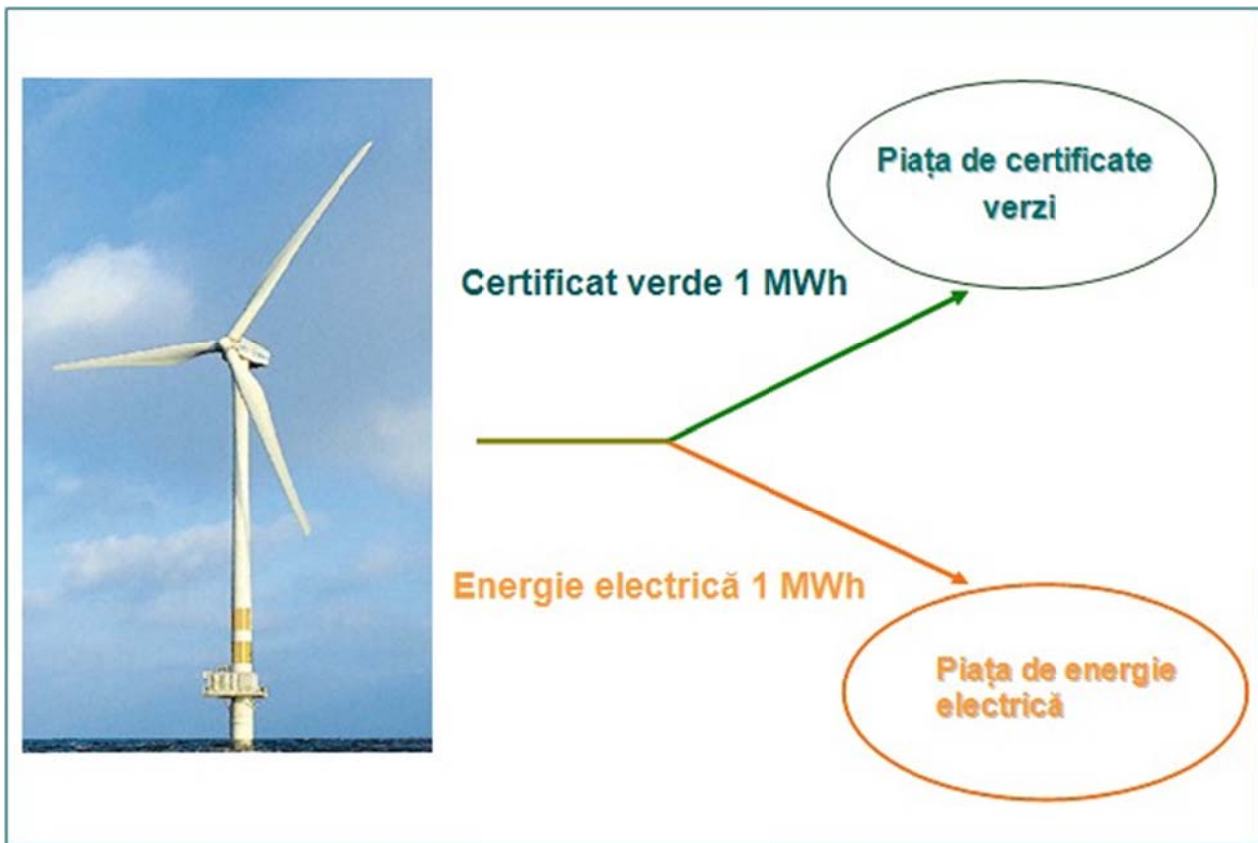 Piața de certificate
verzi
Certificat verde 1 MWh
Energie electrică 1 MWh
Piața de energie
electrică